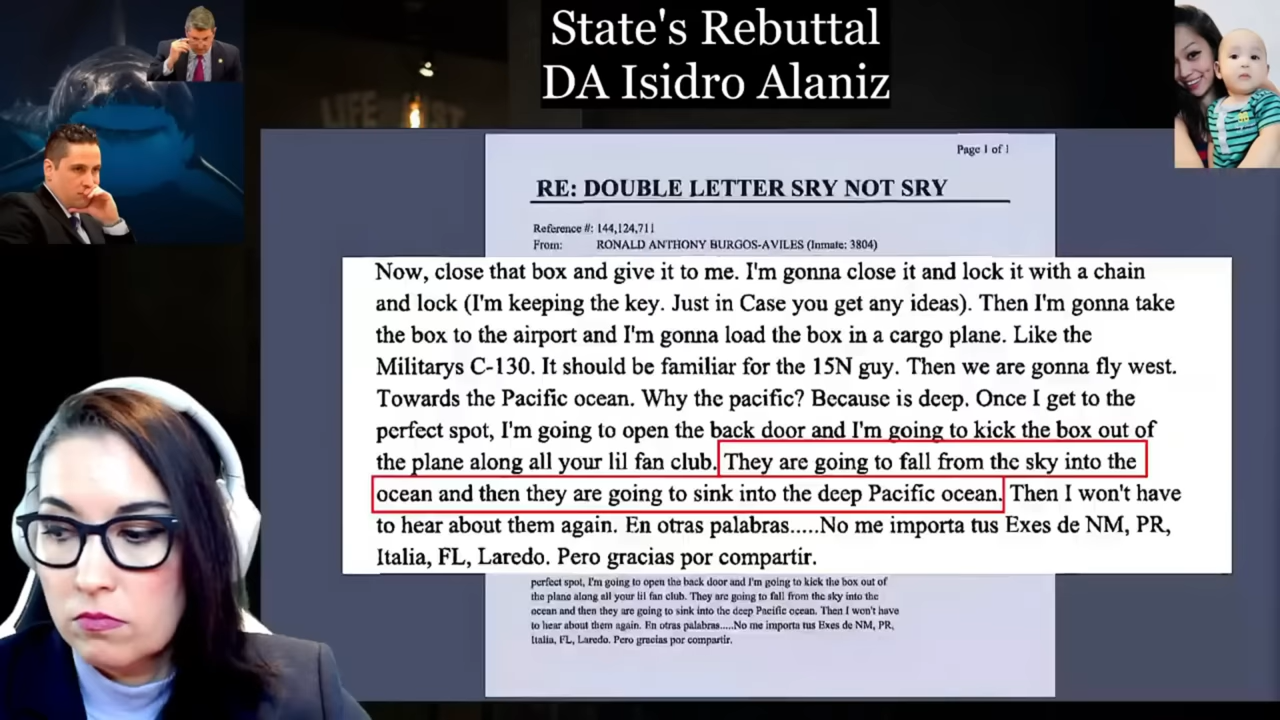 State's Rebuttal
DA Isidro Alaniz
Page 1 of 1
RE: DOUBLE LETTER SRY NOT SRY
Reference #: 144,124,711
From: RONALD ANTHONY BURGOS-AVILES (Inmate: 3804)
Now, close that box and give it to me. I'm gonna close it and lock it with a chain
and lock (I'm keeping the key. Just in Case you get any ideas). Then I'm gonna take
the box to the airport and I'm gonna load the box in a cargo plane. Like the
Militarys C-130. It should be familiar for the 15N guy. Then we are gonna fly west.
Towards the Pacific ocean. Why the pacific? Because is deep. Once I get to the
perfect spot, I'm going to open the back door and I'm going to kick the box out of
the plane along all your lil fan club. They are going to fall from the sky into the
ocean and then they are going to sink into the deep Pacific ocean. Then I won't have
to hear about them again. En otras palabras.....No me importa tus Exes de NM, PR,
Italia, FL, Laredo. Pero gracias por compartir.
perfect spot, I'm going to open the back door and I'm going to kick the box out of
the plane along all your lil fan club. They are going to fall from the sky into the
ocean and then they are going to sink into the deep Pacific ocean. Then I won't have
to hear about them again. En otras palabras.....No me importa tus Exes de NM, PR,
Italia, FL, Laredo. Pero gracias por compartir.